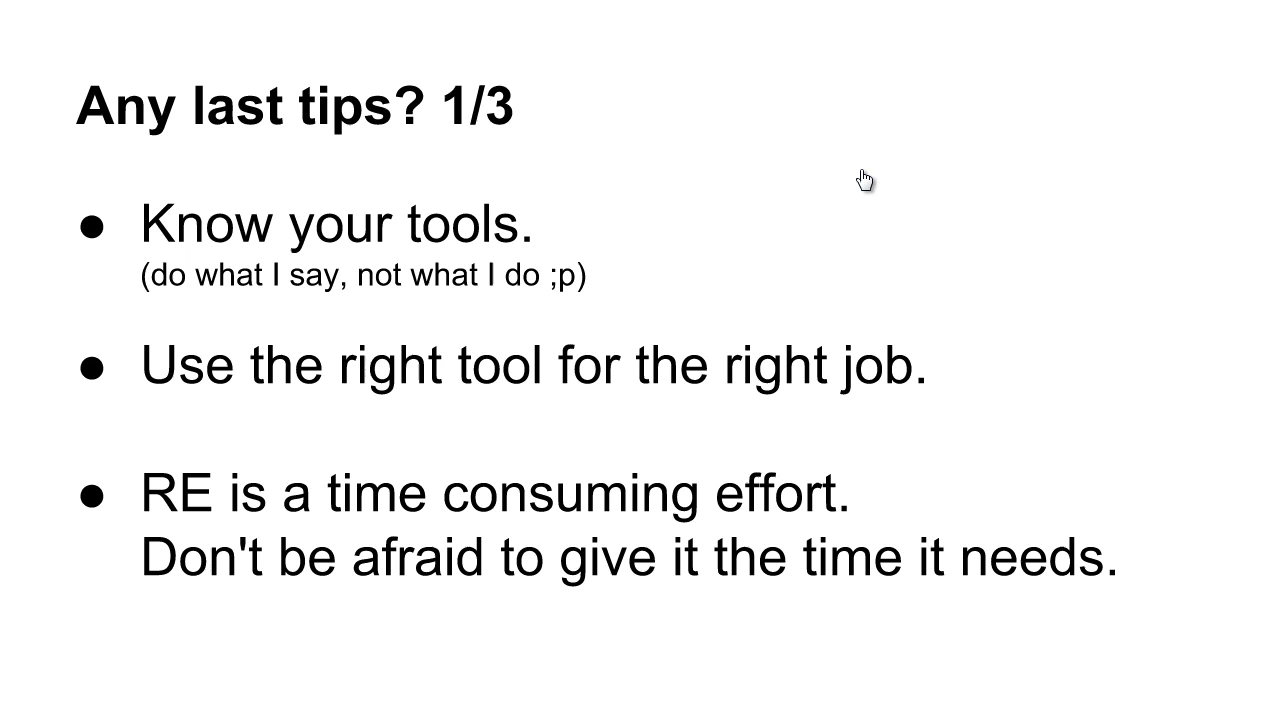 Any last tips? 1/3
● Know your tools.
(do what I say, not what I do ;p)
● Use the right tool for the right job.
● RE is a time consuming effort.
Don't be afraid to give it the time it needs.